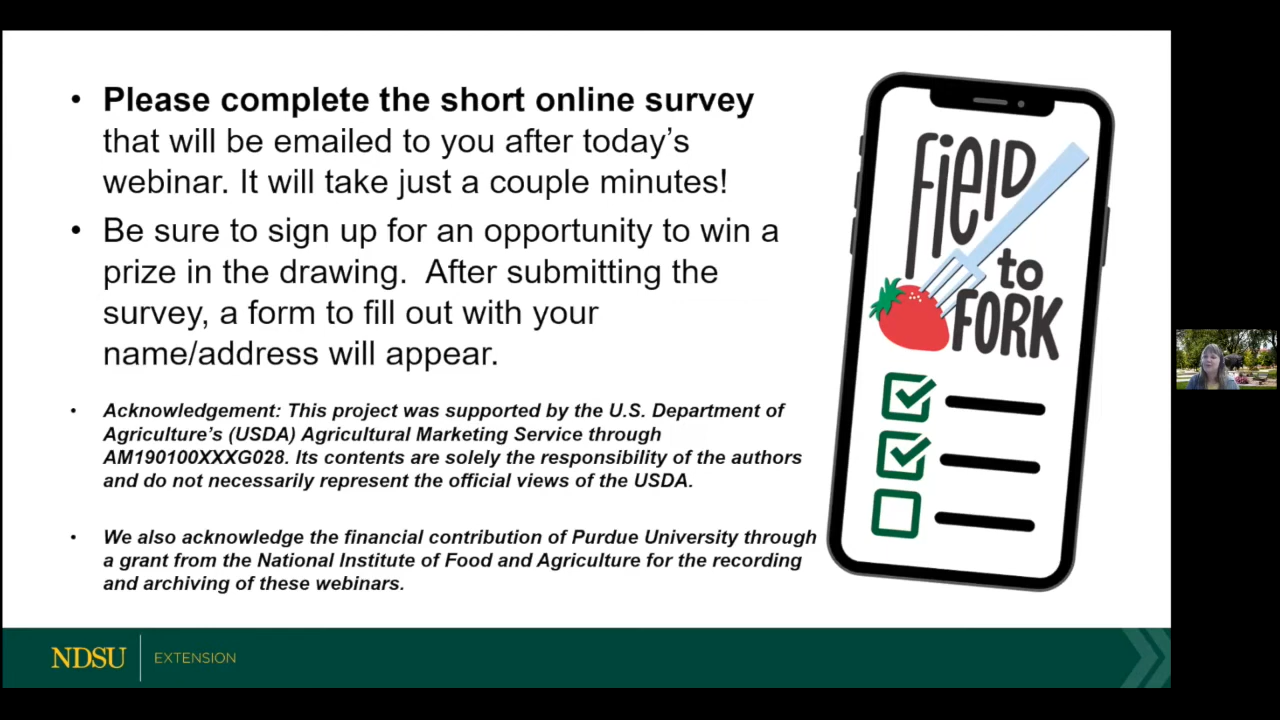 • Please complete the short online survey
that will be emailed to you after today’s
webinar. It will take just a couple minutes!
• Be sure to sign up for an opportunity to win a
prize in the drawing.  After submitting the
survey, a form to fill out with your
name/address will appear.
• Acknowledgement: This project was supported by the U.S. Department of
Agriculture’s (USDA) Agricultural Marketing Service through
AM190100XXXG028. Its contents are solely the responsibility of the authors
and do not necessarily represent the official views of the USDA.
• We also acknowledge the financial contribution of Purdue University through
a grant from the National Institute of Food and Agriculture for the recording
and archiving of these webinars.
FIELD
to
FORK
NDSU EXTENSION